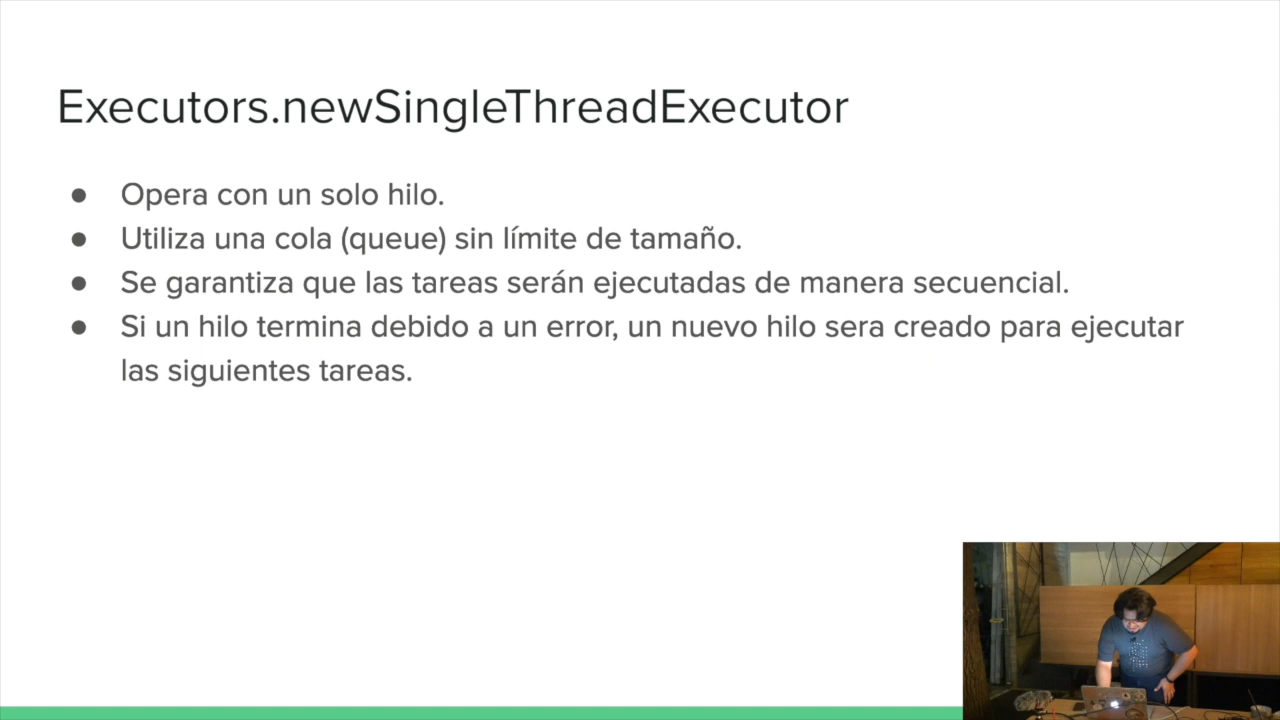 Executors.newSingleThreadExecutor
● Opera con un solo hilo.
● Utiliza una cola (queue) sin límite de tamaño.
● Se garantiza que las tareas serán ejecutadas de manera secuencial.
● Si un hilo termina debido a un error, un nuevo hilo sera creado para ejecutar
las siguientes tareas.